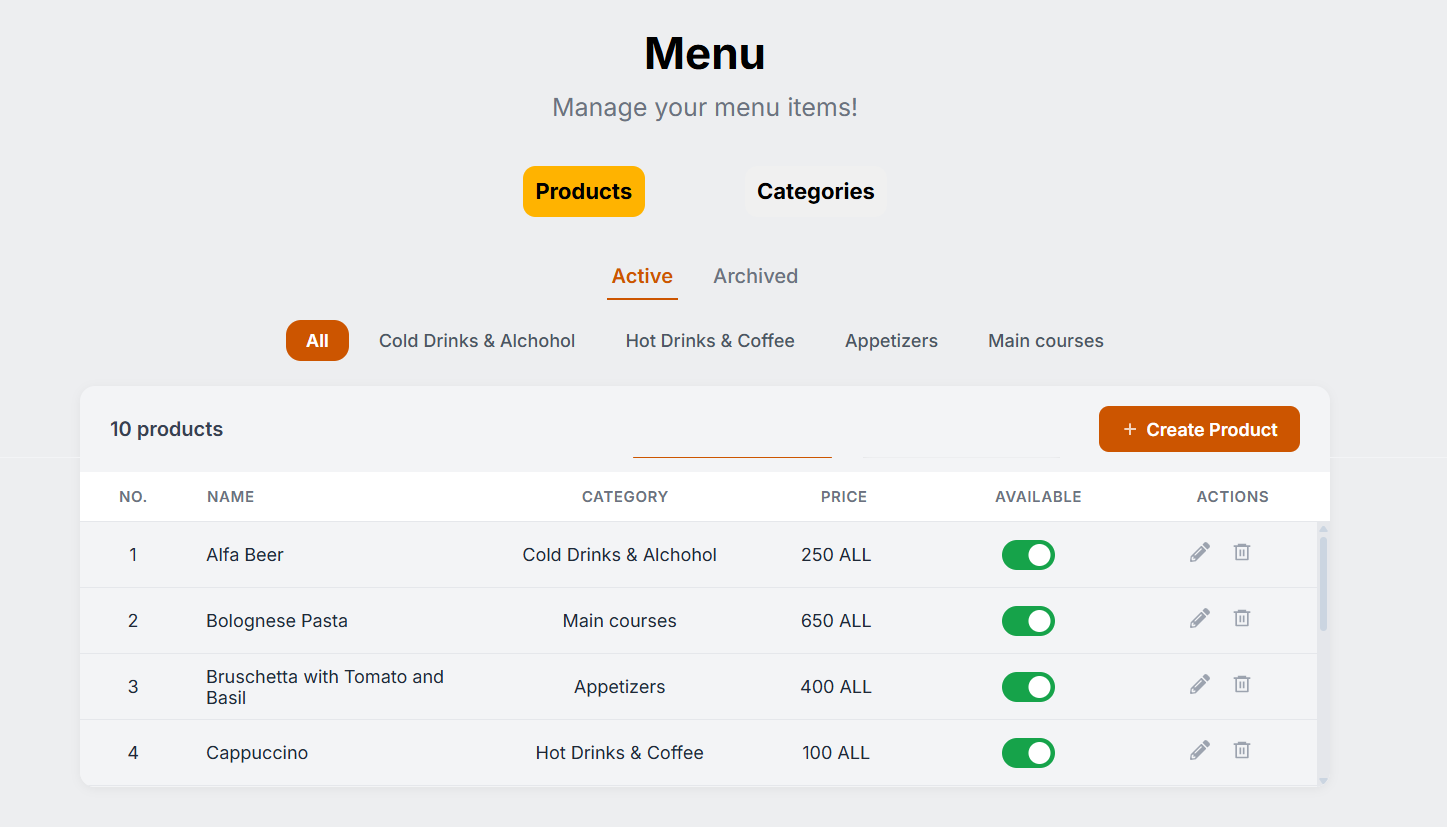 Menu
Manage your menu items!
Products Categories
Active Archived
All Cold Drinks & Alchohol Hot Drinks & Coffee Appetizers Main courses
10 products + Create Product
NO. NAME CATEGORY PRICE AVAILABLE ACTIONS
1 Alfa Beer Cold Drinks & Alchohol 250 ALL
2 Bolognese Pasta Main courses 650 ALL
3 Bruschetta with Tomato and
Basil Appetizers 400 ALL
4 Cappuccino Hot Drinks & Coffee 100 ALL